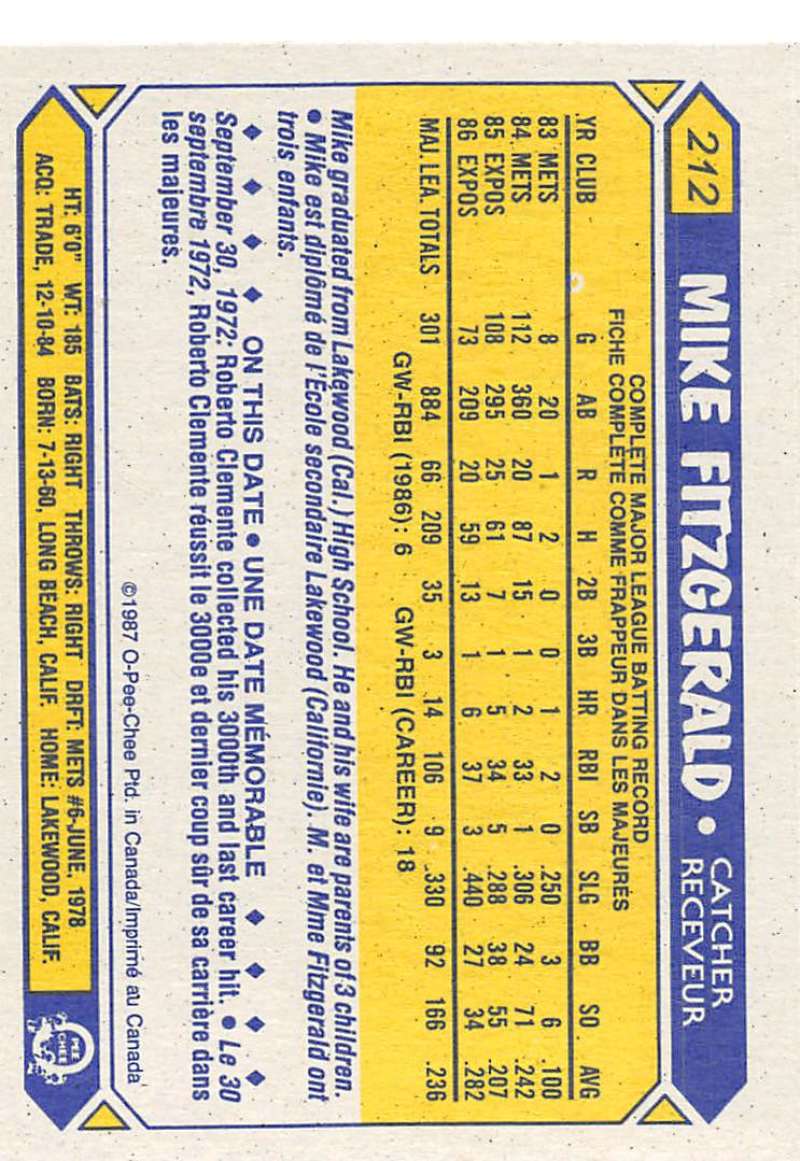 212 MIKE FITZGERALD • CATCHER RECEVEUR
COMPLETE MAJOR LEAGUE BATTING RECORD
FICHE COMPLÈTE COMME FRAPPEUR DANS LES MAJEURES
YR CLUB G AB R H 2B 3B HR RBI SB SLG BB SO AVG
83 METS 8 20 1 2 0 0 1 2 0 .250 3 6 .100
84 METS 112 360 20 87 15 1 2 33 1 .306 24 71 .242
85 EXPOS 108 295 25 61 7 1 5 34 5 .288 38 55 .207
86 EXPOS 73 209 20 59 13 1 6 37 3 .440 27 34 .282
MAJ. LEA. TOTALS 301 884 66 209 35 3 14 106 9 .330 92 166 .236
GW-RBI (1986): 6 GW-RBI (CAREER): 18
Mike graduated from Lakewood (Cal.) High School. He and his wife are parents of 3 children.
• Mike est diplômé de l'École secondaire Lakewood (Californie). M. et Mme Fitzgerald ont
trois enfants.
◆ ◆ ◆ ◆ ON THIS DATE • UNE DATE MÉMORABLE ◆ ◆ ◆ ◆
September 30, 1972: Roberto Clemente collected his 3000th and last career hit. • Le 30
septembre 1972, Roberto Clemente réussit le 3000e et dernier coup sûr de sa carrière dans
les majeures.
©1987 O-Pee-Chee Ptd. in Canada/Imprimé au Canada
HT: 6'0" WT: 185 BATS: RIGHT THROWS: RIGHT DRFT: METS #6-JUNE, 1978
ACQ: TRADE, 12-10-84 BORN: 7-13-60, LONG BEACH, CALIF. HOME: LAKEWOOD, CALIF.
O
PEE
CHEE